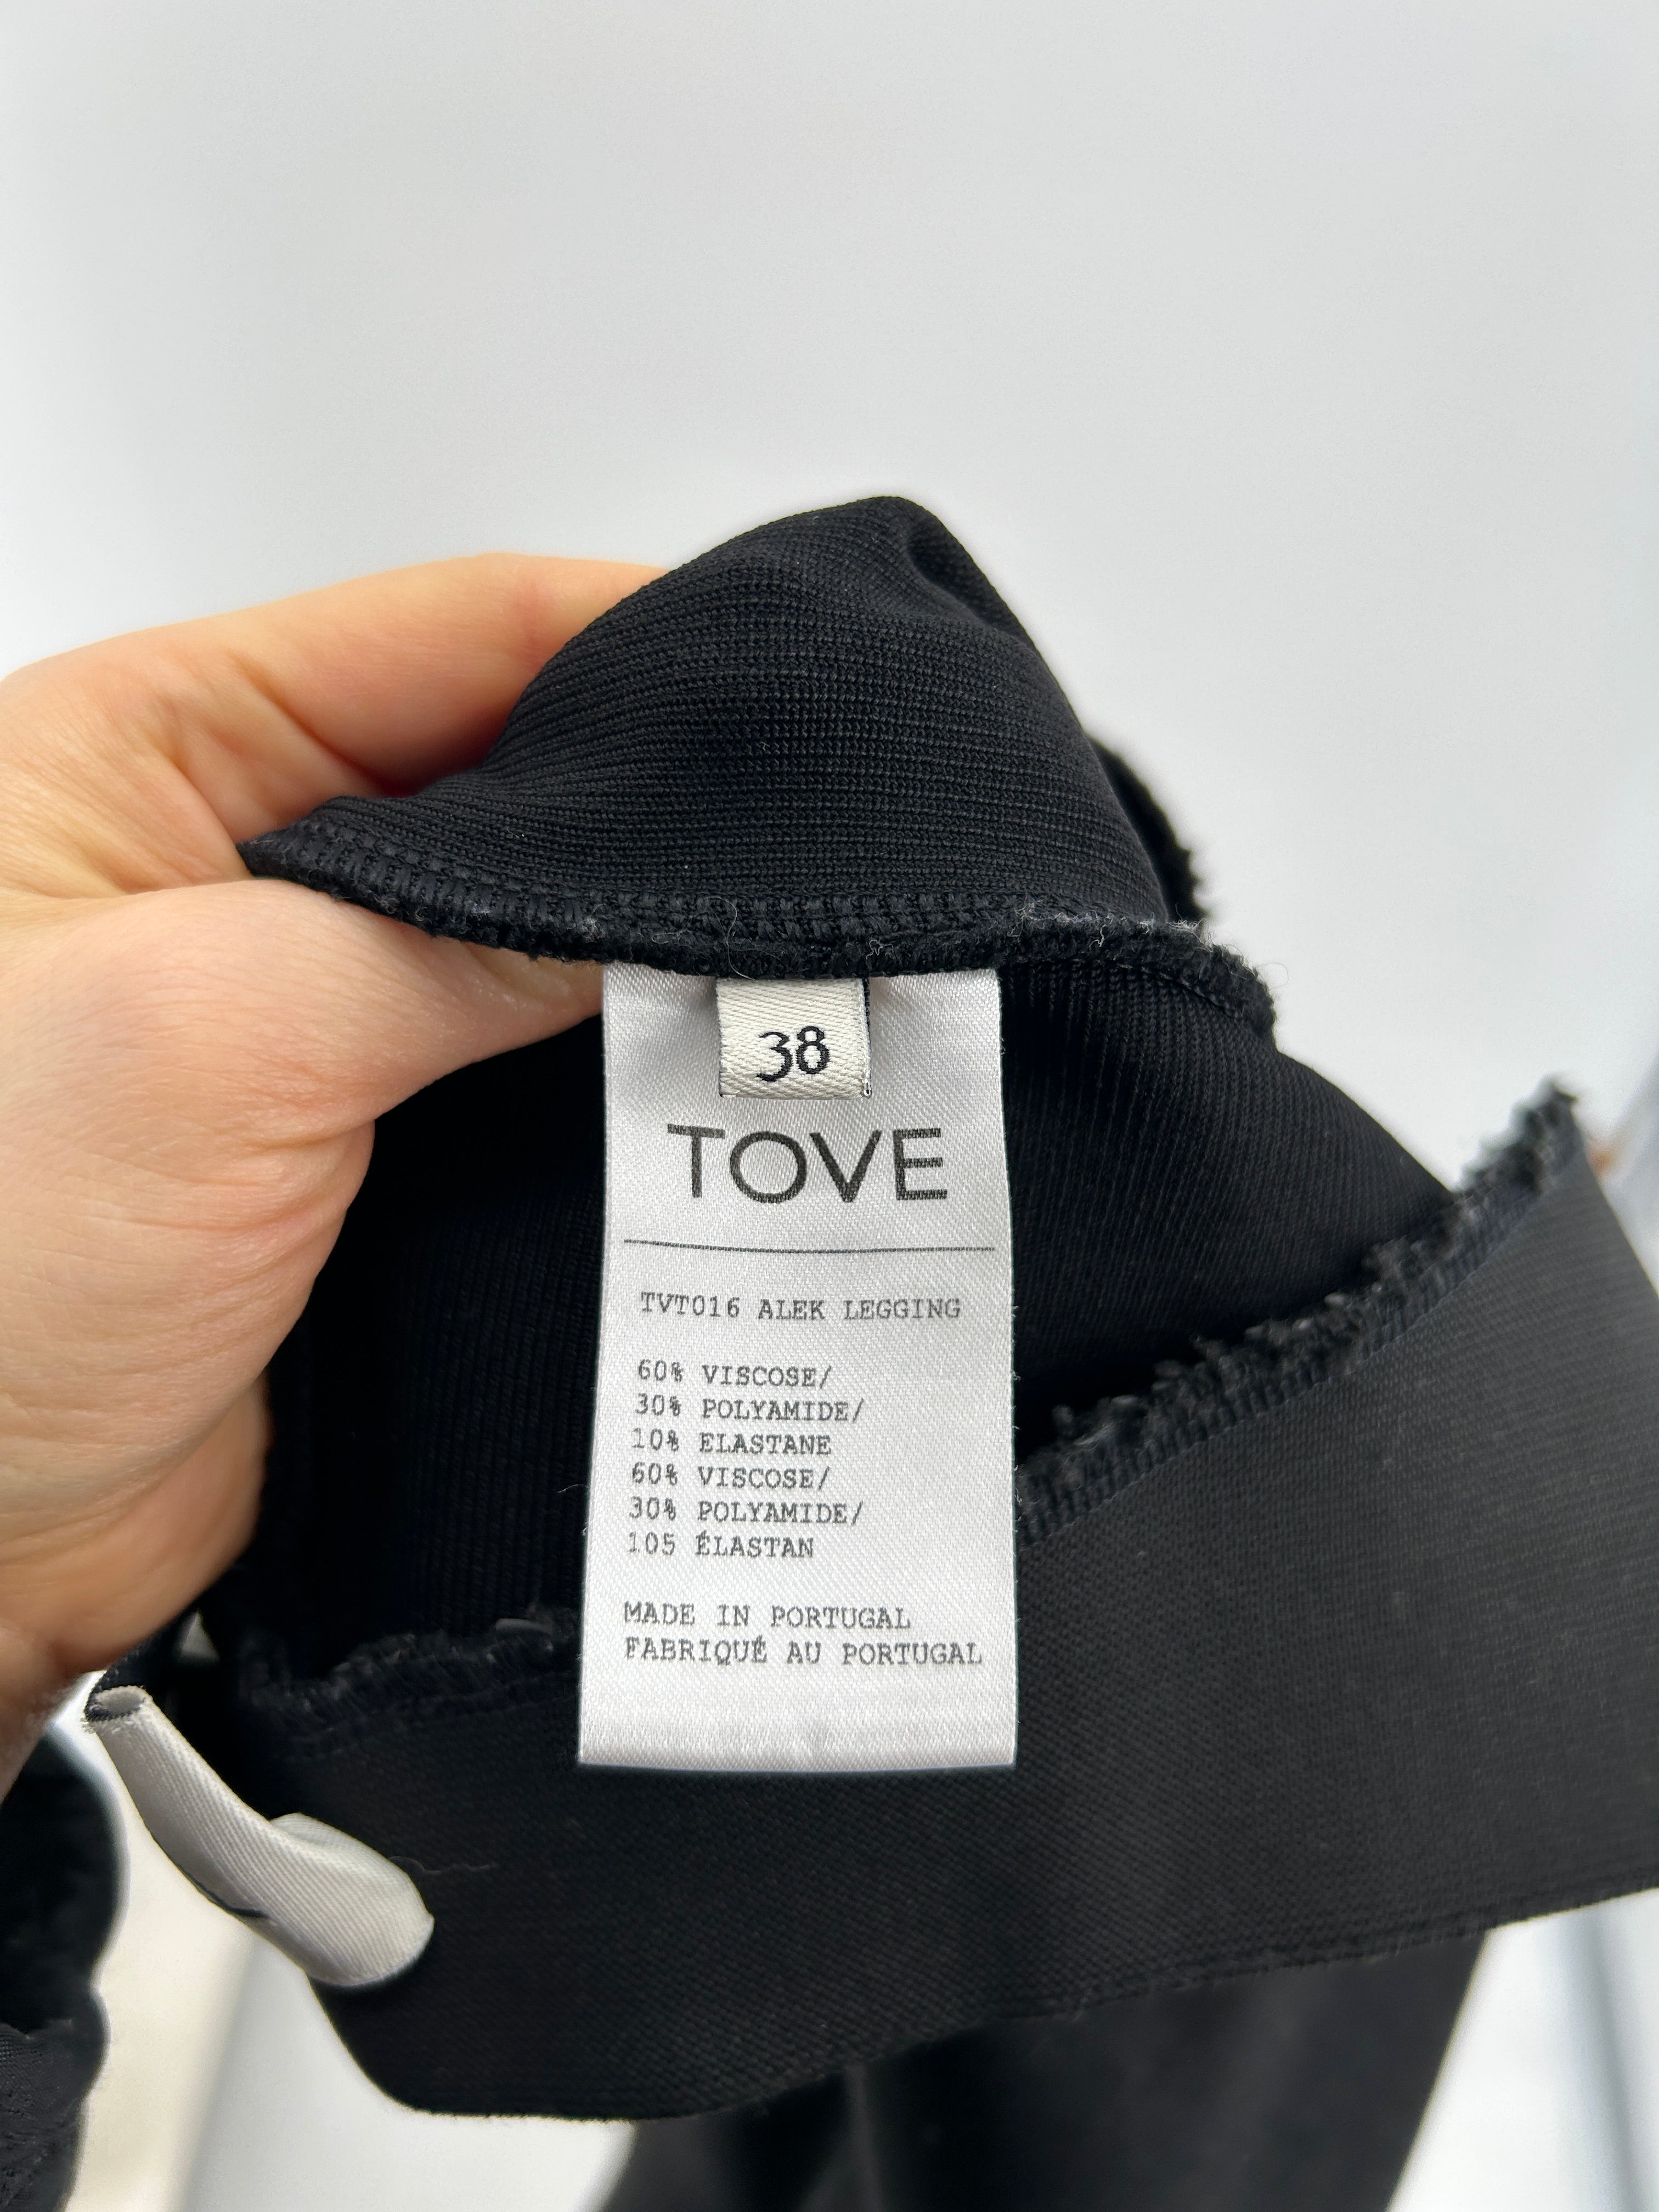 38
TOVE
TVT016 ALEK LEGGING
60% VISCOSE/
30% POLYAMIDE/
10% ELASTANE
60% VISCOSE/
30% POLYAMIDE/
105 ÉLASTAN
MADE IN PORTUGAL
FABRIQUÉ AU PORTUGAL